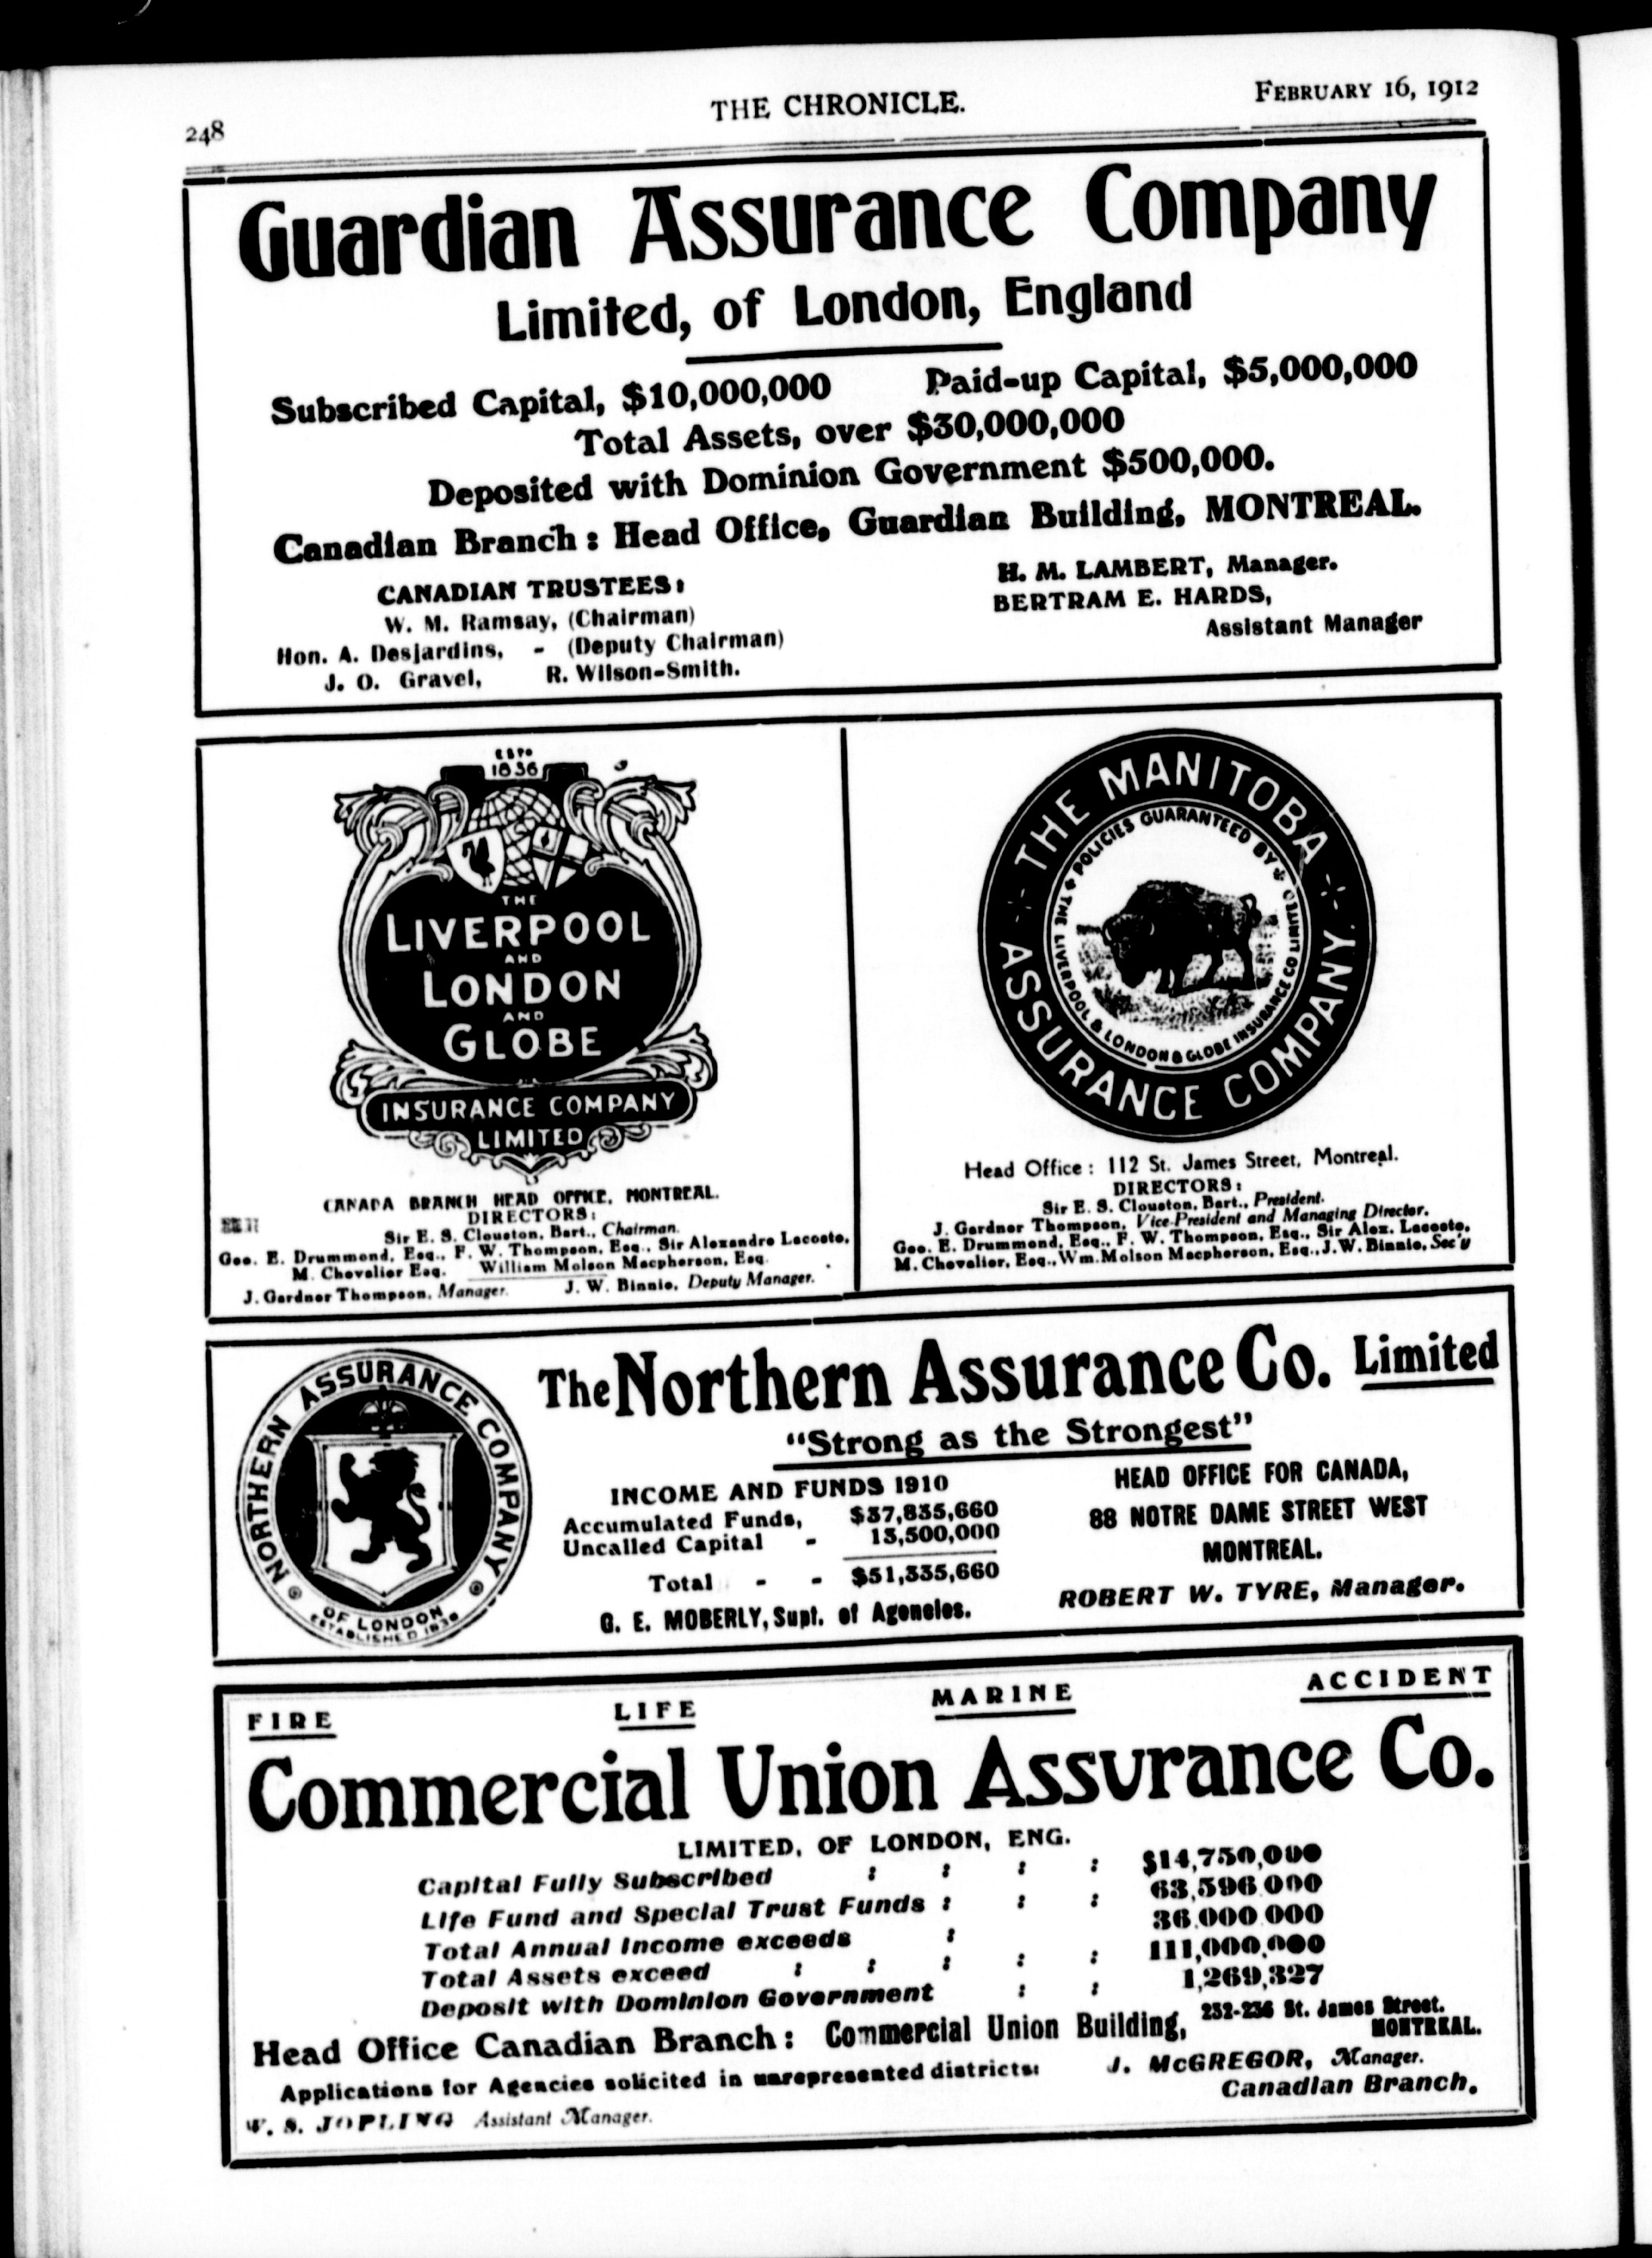 248
THE CHRONICLE.
FEBRUARY 16, 1912
Guardian Assurance Company
Limited, of London, England
Subscribed Capital, $10,000,000 Paid-up Capital, $5,000,000
Total Assets, over $30,000,000
Deposited with Dominion Government $500,000.
Canadian Branch: Head Office, Guardian Building, MONTREAL.
CANADIAN TRUSTEES:
W. M. Ramsay, (Chairman)
Hon. A. Desjardins, - (Deputy Chairman)
J. O. Gravel, R. Wilson-Smith.
H. M. LAMBERT, Manager.
BERTRAM E. HARDS,
Assistant Manager
ESTD
1836
THE
LIVERPOOL
AND
LONDON
AND
GLOBE
INSURANCE COMPANY
LIMITED
CANADA BRANCH HEAD OFFICE, MONTREAL.
DIRECTORS:
Sir E. S. Clouston, Bart., Chairman.
Geo. E. Drummond, Esq., F. W. Thompson, Esq., Sir Alexandre Lacoste,
M. Chevalier Esq. William Molson Macpherson, Esq.
J. Gardner Thompson, Manager. J. W. Binnie, Deputy Manager.
THE MANITOBA
ASSURANCE COMPANY.
POLICIES GUARANTEED BY
THE LIVERPOOL & LONDON & GLOBE INSURANCE CO LIMITED
Head Office: 112 St. James Street, Montreal.
DIRECTORS:
Sir E. S. Clouston, Bart., President.
J. Gardner Thompson, Vice-President and Managing Director.
Geo. E. Drummond, Esq., F. W. Thompson, Esq., Sir Alex. Lacoste,
M. Chevalier, Esq., Wm. Molson Macpherson, Esq., J. W. Binnie, Sec'y
NORTHERN ASSURANCE COMPANY
OF LONDON
ESTABLISHED 1836
The Northern Assurance Co. Limited
"Strong as the Strongest"
INCOME AND FUNDS 1910
Accumulated Funds, $37,835,660
Uncalled Capital - 13,500,000
Total - - $51,335,660
G. E. MOBERLY, Supt. of Agencies.
HEAD OFFICE FOR CANADA,
88 NOTRE DAME STREET WEST
MONTREAL.
ROBERT W. TYRE, Manager.
FIRE LIFE MARINE ACCIDENT
Commercial Union Assurance Co.
LIMITED, OF LONDON, ENG.
Capital Fully Subscribed : : : : $14,750,000
Life Fund and Special Trust Funds : : : 63,596,000
Total Annual Income exceeds : 36,000,000
Total Assets exceed : : : : : 111,000,000
Deposit with Dominion Government : : 1,269,327
Head Office Canadian Branch: Commercial Union Building, 232-236 St. James Street.
MONTREAL.
Applications for Agencies solicited in unrepresented districts:
J. McGREGOR, Manager.
Canadian Branch.
W. S. JOPLING Assistant Manager.